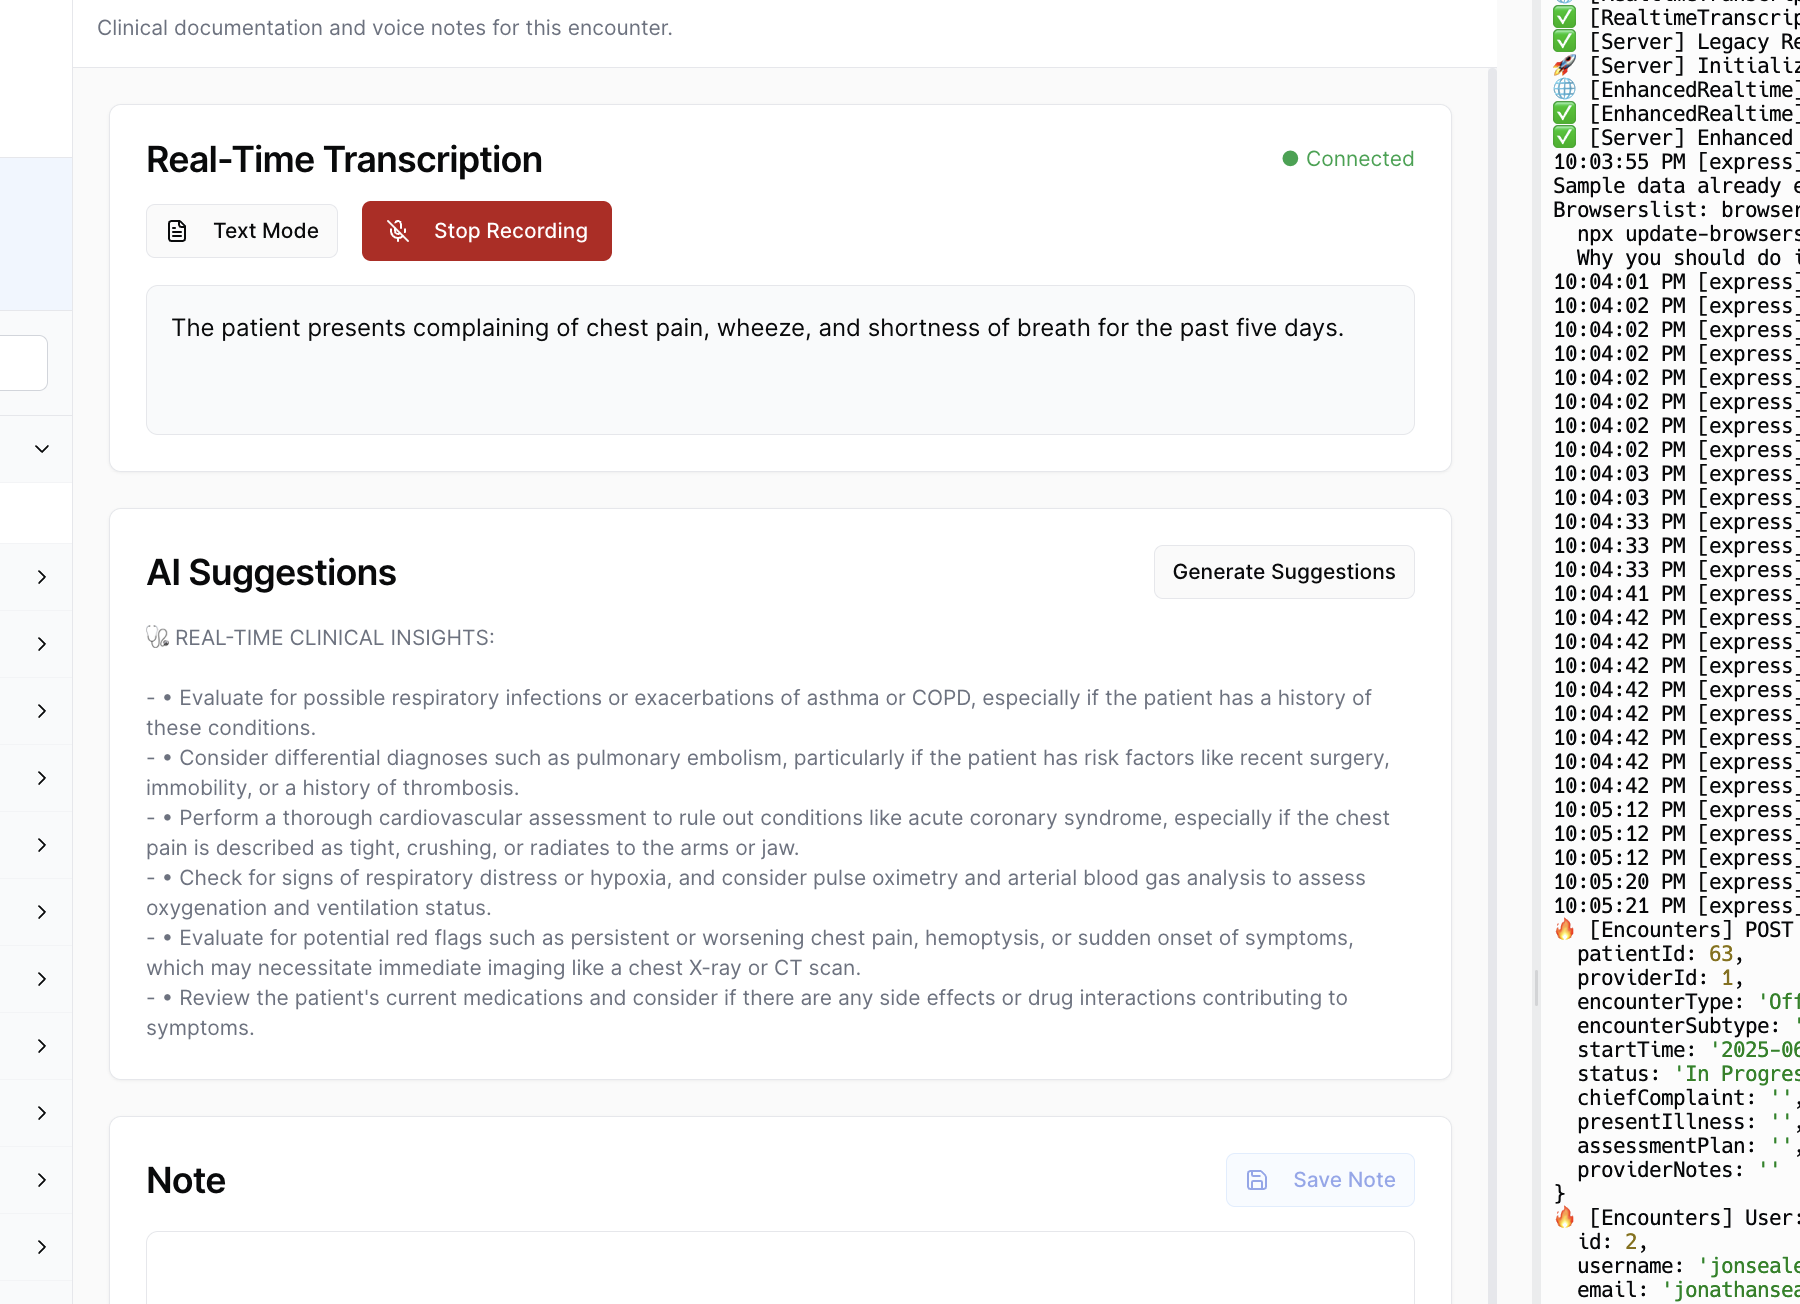 Clinical documentation and voice notes for this encounter.
Real-Time Transcription
Connected
Text Mode
Stop Recording
The patient presents complaining of chest pain, wheeze, and shortness of breath for the past five days.
AI Suggestions
Generate Suggestions
🩺 REAL-TIME CLINICAL INSIGHTS:
- • Evaluate for possible respiratory infections or exacerbations of asthma or COPD, especially if the patient has a history of
these conditions.
- • Consider differential diagnoses such as pulmonary embolism, particularly if the patient has risk factors like recent surgery,
immobility, or a history of thrombosis.
- • Perform a thorough cardiovascular assessment to rule out conditions like acute coronary syndrome, especially if the chest
pain is described as tight, crushing, or radiates to the arms or jaw.
- • Check for signs of respiratory distress or hypoxia, and consider pulse oximetry and arterial blood gas analysis to assess
oxygenation and ventilation status.
- • Evaluate for potential red flags such as persistent or worsening chest pain, hemoptysis, or sudden onset of symptoms,
which may necessitate immediate imaging like a chest X-ray or CT scan.
- • Review the patient's current medications and consider if there are any side effects or drug interactions contributing to
symptoms.
Note
Save Note
✅ [RealtimeTranscrip
✅ [Server] Legacy Re
🚀 [Server] Initializ
🌐 [EnhancedRealtime]
✅ [EnhancedRealtime]
✅ [Server] Enhanced
10:03:55 PM [express]
Sample data already e
Browserslist: browser
npx update-browsers
Why you should do i
10:04:01 PM [express]
10:04:02 PM [express]
10:04:02 PM [express]
10:04:02 PM [express]
10:04:02 PM [express]
10:04:02 PM [express]
10:04:02 PM [express]
10:04:02 PM [express]
10:04:03 PM [express]
10:04:03 PM [express]
10:04:33 PM [express]
10:04:33 PM [express]
10:04:33 PM [express]
10:04:41 PM [express]
10:04:42 PM [express]
10:04:42 PM [express]
10:04:42 PM [express]
10:04:42 PM [express]
10:04:42 PM [express]
10:04:42 PM [express]
10:04:42 PM [express]
10:04:42 PM [express]
10:05:12 PM [express]
10:05:12 PM [express]
10:05:12 PM [express]
10:05:20 PM [express]
10:05:21 PM [express]
🔥 [Encounters] POST
patientId: 63,
providerId: 1,
encounterType: 'Off
encounterSubtype: '
startTime: '2025-06
status: 'In Progres
chiefComplaint: '',
presentIllness: '',
assessmentPlan: '',
providerNotes: ''
}
🔥 [Encounters] User:
id: 2,
username: 'jonseale
email: 'jonathansea